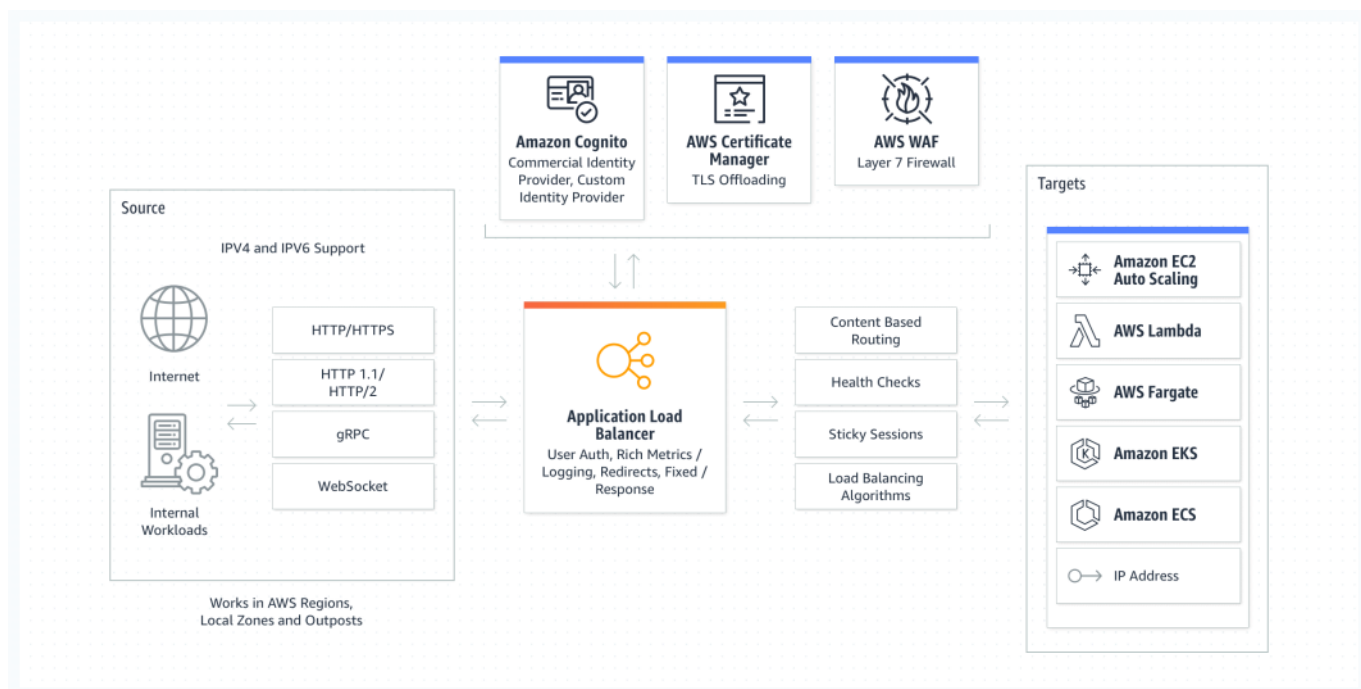 Amazon Cognito
Commercial Identity
Provider, Custom
Identity Provider
AWS Certificate
Manager
TLS Offloading
AWS WAF
Layer 7 Firewall
Source
IPV4 and IPV6 Support
Internet
Internal
Workloads
HTTP/HTTPS
HTTP 1.1/
HTTP/2
gRPC
WebSocket
Works in AWS Regions,
Local Zones and Outposts
Application Load
Balancer
User Auth, Rich Metrics /
Logging, Redirects, Fixed /
Response
Content Based
Routing
Health Checks
Sticky Sessions
Load Balancing
Algorithms
Targets
Amazon EC2
Auto Scaling
AWS Lambda
AWS Fargate
K
Amazon EKS
Amazon ECS
IP Address